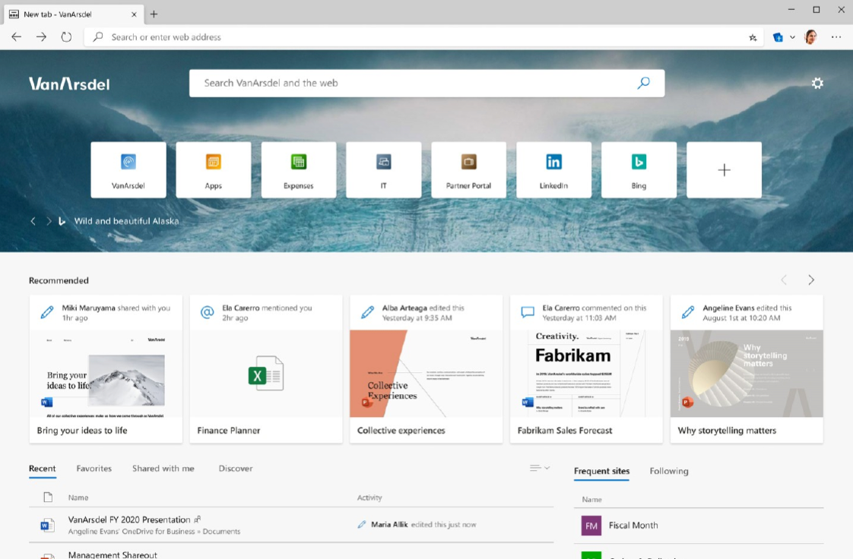 New tab - VanArsdel
Search or enter web address
VanArsdel
Search VanArsdel and the web
VanArsdel
Apps
Expenses
IT
Partner Portal
LinkedIn
Bing
Wild and beautiful Alaska
Recommended
Miki Maruyama shared with you
1hr ago
Ela Carerro mentioned you
2hr ago
Alba Arteaga edited this
Yesterday at 9:35 AM
Ela Carerro commented on this
Yesterday at 11:03 AM
Angeline Evans edited this
August 1st at 10:20 AM
Bring your
ideas to life.
Collective
Experiences
Creativity.
Fabrikam
Why
storytelling
matters
Bring your ideas to life
Finance Planner
Collective experiences
Fabrikam Sales Forecast
Why storytelling matters
Recent
Favorites
Shared with me
Discover
Frequent sites
Following
Name
Activity
Name
VanArsdel FY 2020 Presentation
Angeline Evans' OneDrive for Business » Documents
Maria Allik edited this just now
FM
Fiscal Month
Management Shareout